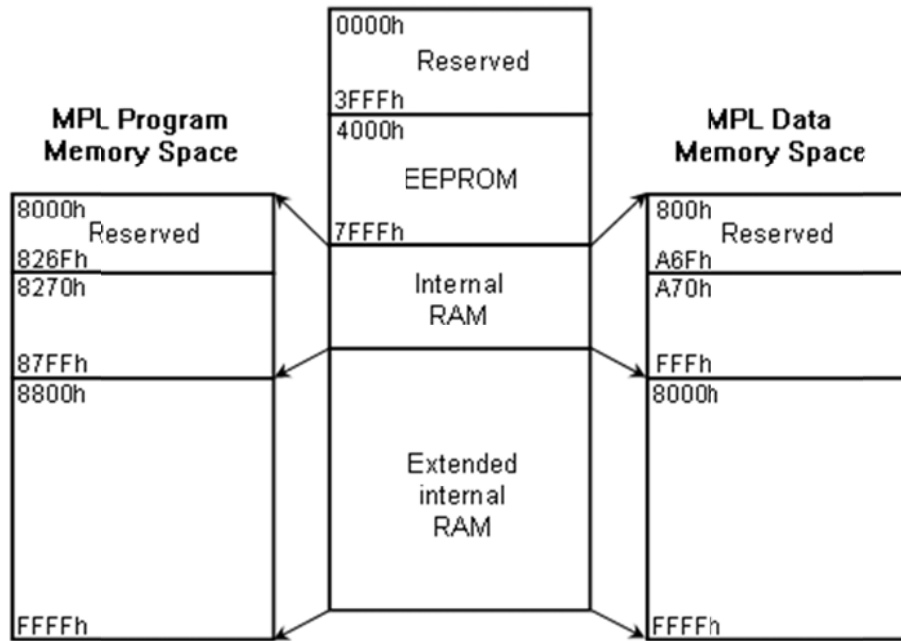 0000h
Reserved
3FFFh
4000h
EEPROM
7FFFh
Internal
RAM
Extended
internal
RAM
MPL Program
Memory Space
8000h
Reserved
826Fh
8270h
87FFh
8800h
FFFFh
MPL Data
Memory Space
800h
Reserved
A6Fh
A70h
FFFh
8000h
FFFFh